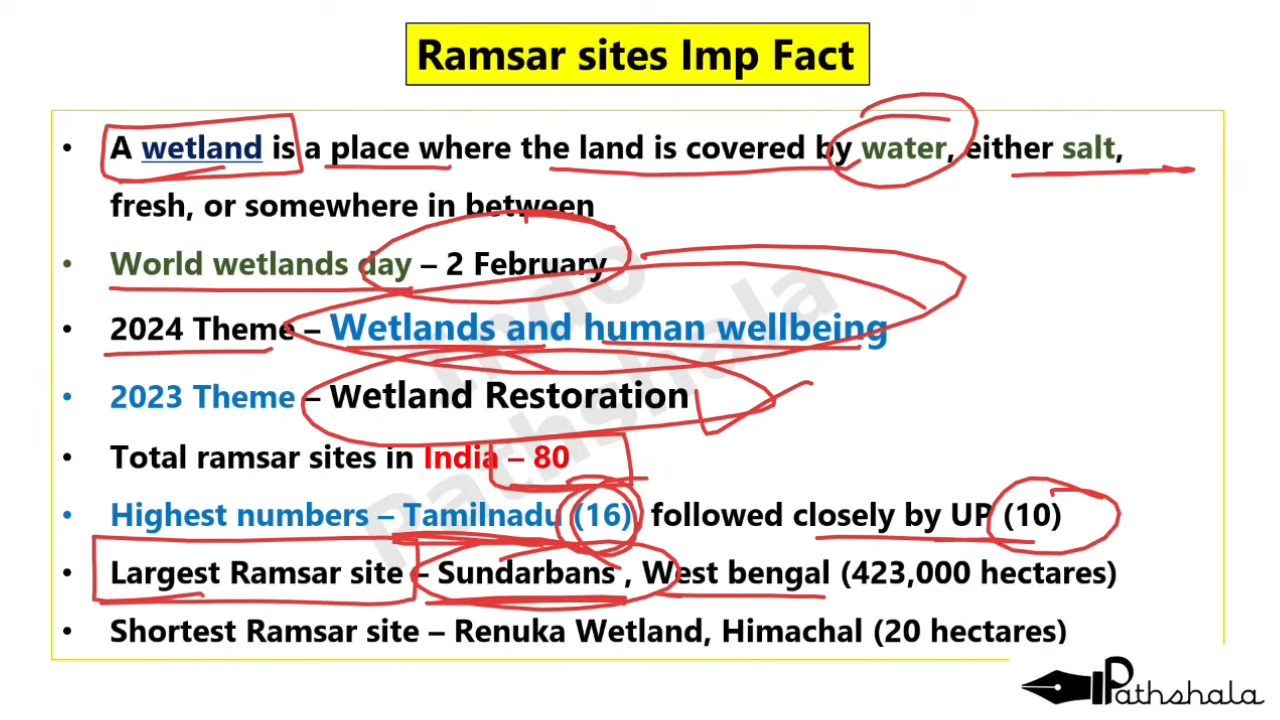 Ramsar sites Imp Fact
• A wetland is a place where the land is covered by water, either salt,
fresh, or somewhere in between
• World wetlands day – 2 February
• 2024 Theme – Wetlands and human wellbeing
• 2023 Theme – Wetland Restoration
• Total ramsar sites in India – 80
• Highest numbers – Tamilnadu (16) followed closely by UP (10)
• Largest Ramsar site – Sundarbans , West bengal (423,000 hectares)
• Shortest Ramsar site – Renuka Wetland, Himachal (20 hectares)
Indo
Pathshala
Pathshala